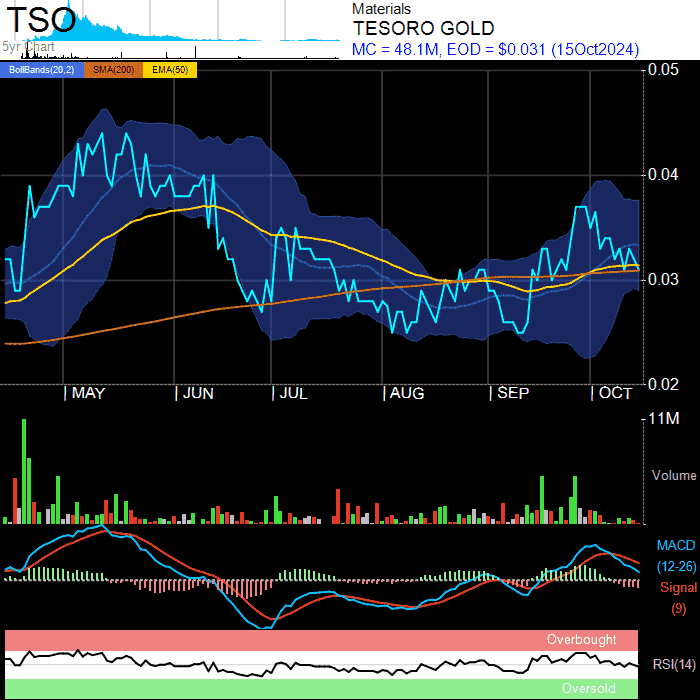 TSO
5yr Chart
Materials
TESORO GOLD
MC = 48.1M, EOD = $0.031 (15Oct2024)
BollBands(20,2) SMA(200) EMA(50)
0.05
0.04
0.03
0.02
MAY JUN JUL AUG SEP OCT
11M
Volume
MACD
(12-26)
Signal
(9)
Overbought
RSI(14)
Oversold